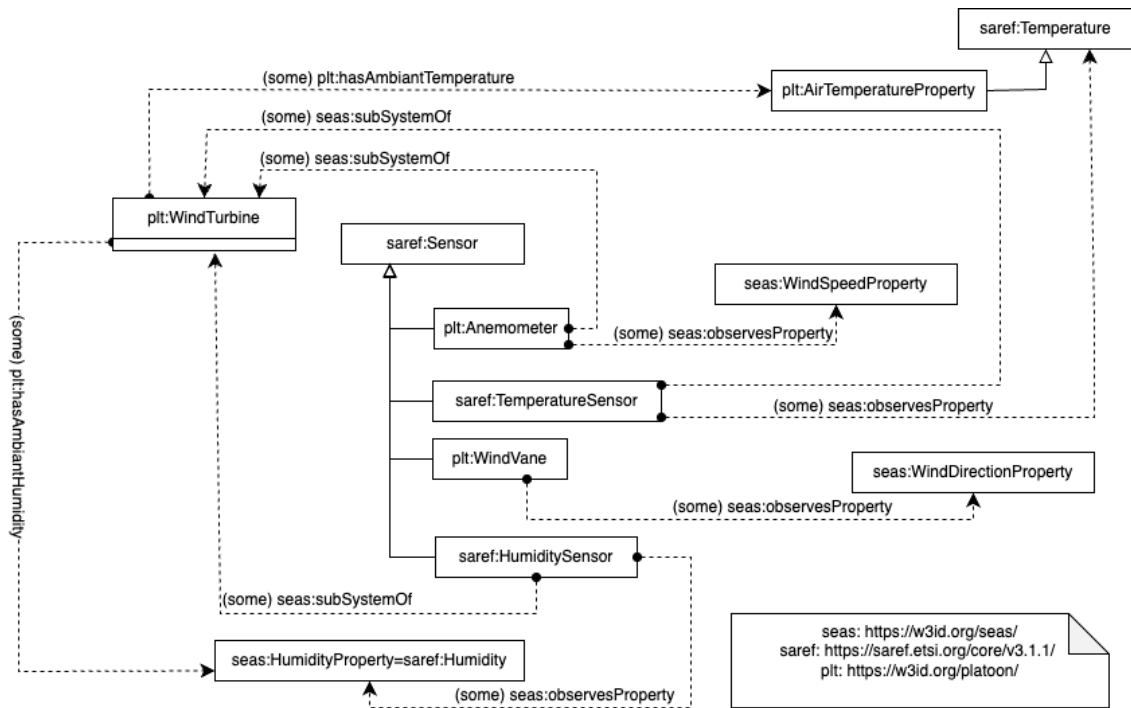 saref:Temperature
(some) plt:hasAmbiantTemperature
plt:AirTemperatureProperty
(some) seas:subSystemOf
(some) seas:subSystemOf
plt:WindTurbine
saref:Sensor
seas:WindSpeedProperty
plt:Anemometer
(some) seas:observesProperty
(some) plt:hasAmbiantHumidity
saref:TemperatureSensor
(some) seas:observesProperty
plt:WindVane
seas:WindDirectionProperty
(some) seas:observesProperty
saref:HumiditySensor
(some) seas:subSystemOf
seas:HumidityProperty=saref:Humidity
(some) seas:observesProperty
seas: https://w3id.org/seas/
saref: https://saref.etsi.org/core/v3.1.1/
plt: https://w3id.org/platoon/